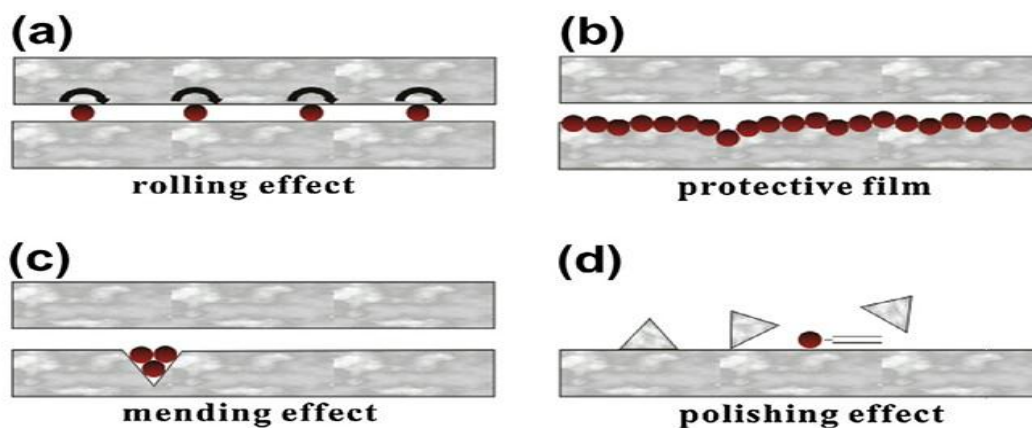 (a)
rolling effect
(b)
protective film
(c)
mending effect
(d)
polishing effect